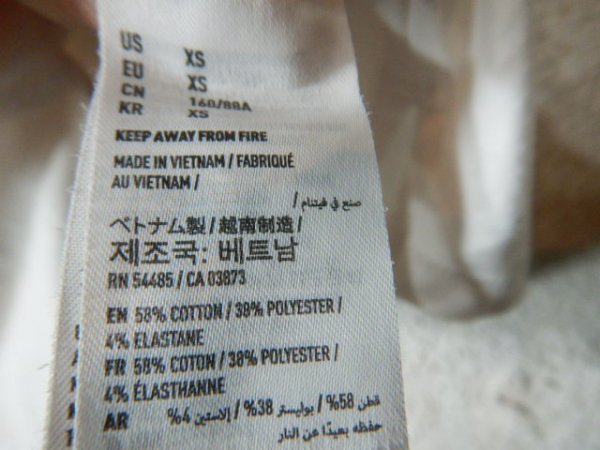 US XS
EU XS
CN 160/88A
KR XS
KEEP AWAY FROM FIRE
MADE IN VIETNAM / FABRIQUÉ
AU VIETNAM /
صنع في فيتنام /
ベトナム製 / 越南制造 /
제조국: 베트남
RN 54485 / CA 03873
EN 58% COTTON / 38% POLYESTER /
4% ELASTANE
FR 58% COTON / 38% POLYESTER /
4% ÉLASTHANNE
AR قطن 58% / بوليستر 38% / إلاستين 4%
حفظه بعيدًا عن النار